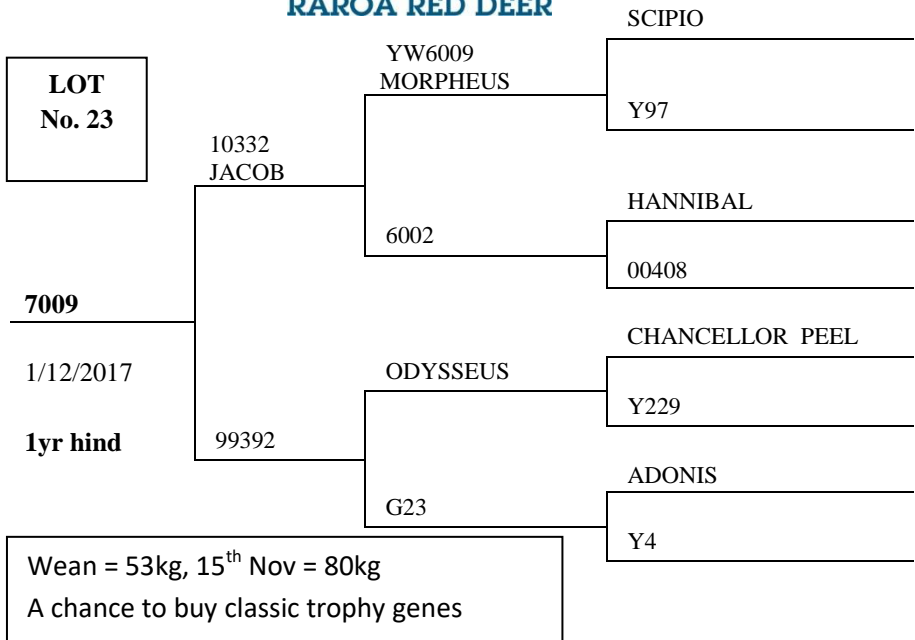 RAROA RED DEER
LOT
No. 23
7009
1/12/2017
1yr hind
10332
JACOB
99392
YW6009
MORPHEUS
6002
ODYSSEUS
G23
SCIPIO
Y97
HANNIBAL
00408
CHANCELLOR PEEL
Y229
ADONIS
Y4
Wean = 53kg, 15th Nov = 80kg
A chance to buy classic trophy genes